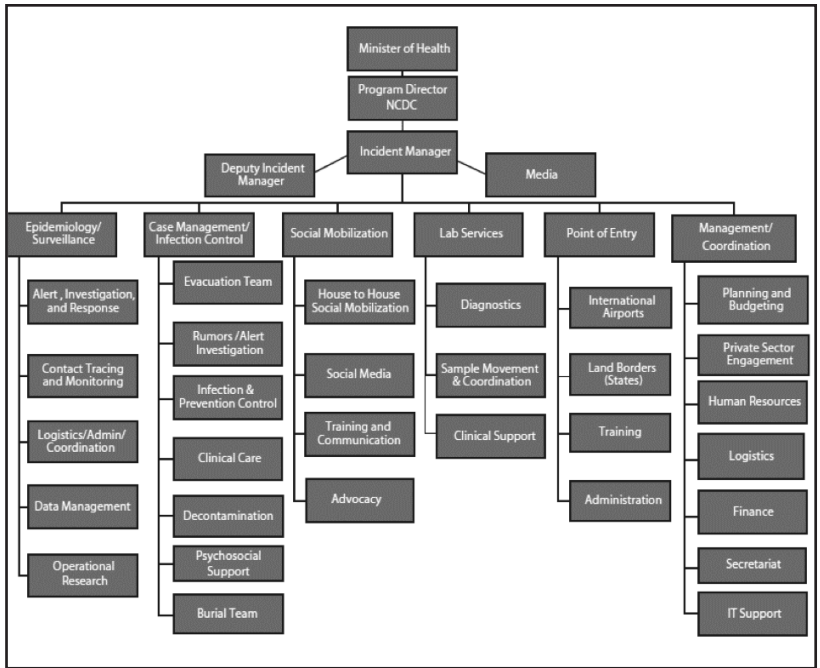 Minister of Health
Program Director
NCDC
Incident Manager
Deputy Incident
Manager
Media
Epidemiology/
Surveillance
Alert , Investigation,
and Response
Contact Tracing
and Monitoring
Logistics/Admin/
Coordination
Data Management
Operational
Research
Case Management/
Infection Control
Evacuation Team
Rumors /Alert
Investigation
Infection &
Prevention Control
Clinical Care
Decontamination
Psychosocial
Support
Burial Team
Social Mobilization
House to House
Social Mobilization
Social Media
Training and
Communication
Advocacy
Lab Services
Diagnostics
Sample Movement
& Coordination
Clinical Support
Point of Entry
International
Airports
Land Borders
(States)
Training
Administration
Management/
Coordination
Planning and
Budgeting
Private Sector
Engagement
Human Resources
Logistics
Finance
Secretariat
IT Support